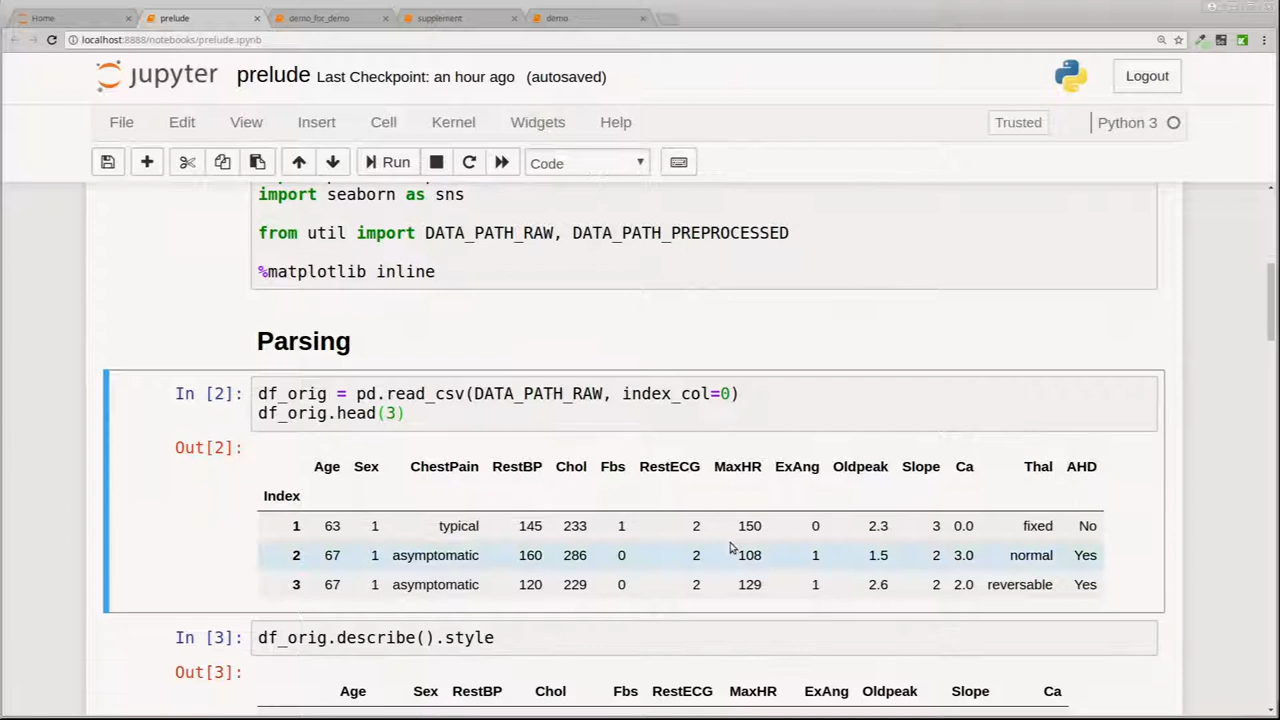 Home prelude demo_for_demo supplement demo
localhost:8888/notebooks/prelude.ipynb
jupyter prelude Last Checkpoint: an hour ago (autosaved) Logout
File Edit View Insert Cell Kernel Widgets Help Trusted Python 3
Run Code
import seaborn as sns
from util import DATA_PATH_RAW, DATA_PATH_PREPROCESSED
%matplotlib inline
Parsing
In [2]: df_orig = pd.read_csv(DATA_PATH_RAW, index_col=0)
df_orig.head(3)
Out[2]:
Age Sex ChestPain RestBP Chol Fbs RestECG MaxHR ExAng Oldpeak Slope Ca Thal AHD
Index
1 63 1 typical 145 233 1 2 150 0 2.3 3 0.0 fixed No
2 67 1 asymptomatic 160 286 0 2 108 1 1.5 2 3.0 normal Yes
3 67 1 asymptomatic 120 229 0 2 129 1 2.6 2 2.0 reversable Yes
In [3]: df_orig.describe().style
Out[3]:
Age Sex RestBP Chol Fbs RestECG MaxHR ExAng Oldpeak Slope Ca